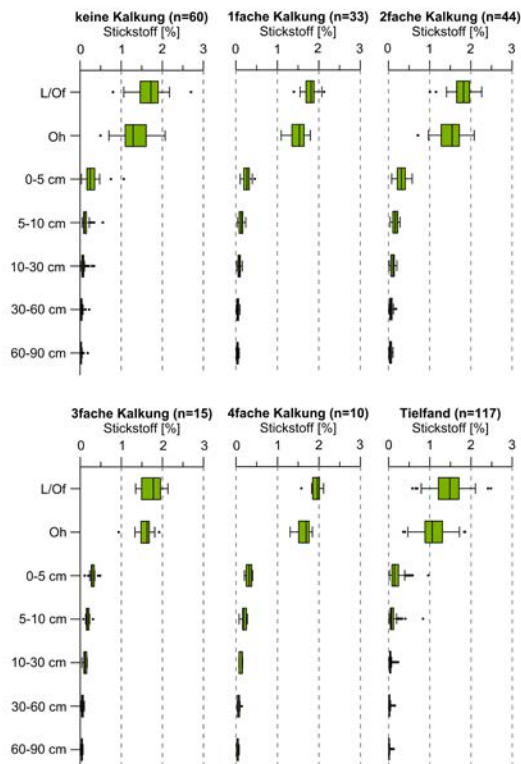 keine Kalkung (n=60) 1fache Kalkung (n=33) 2fache Kalkung (n=44)
Stickstoff [%] Stickstoff [%] Stickstoff [%]
0 1 2 3 0 1 2 3 0 1 2 3
L/Of
Oh
0-5 cm
5-10 cm
10-30 cm
30-60 cm
60-90 cm
3fache Kalkung (n=15) 4fache Kalkung (n=10) Tielfand (n=117)
Stickstoff [%] Stickstoff [%] Stickstoff [%]
0 1 2 3 0 1 2 3 0 1 2 3
L/Of
Oh
0-5 cm
5-10 cm
10-30 cm
30-60 cm
60-90 cm